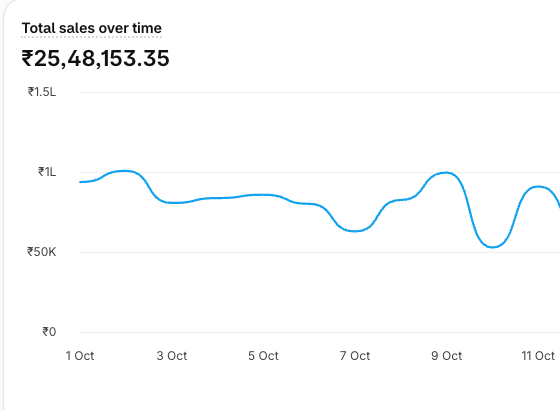 Total sales over time
₹25,48,153.35
₹1.5L
₹1L
₹50K
₹0
1 Oct 3 Oct 5 Oct 7 Oct 9 Oct 11 Oct